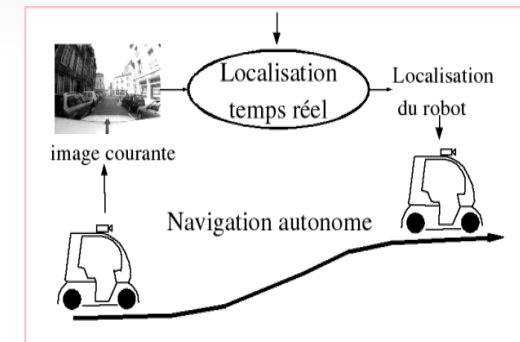 Localisation
temps réel
Localisation
du robot
image courante
Navigation autonome